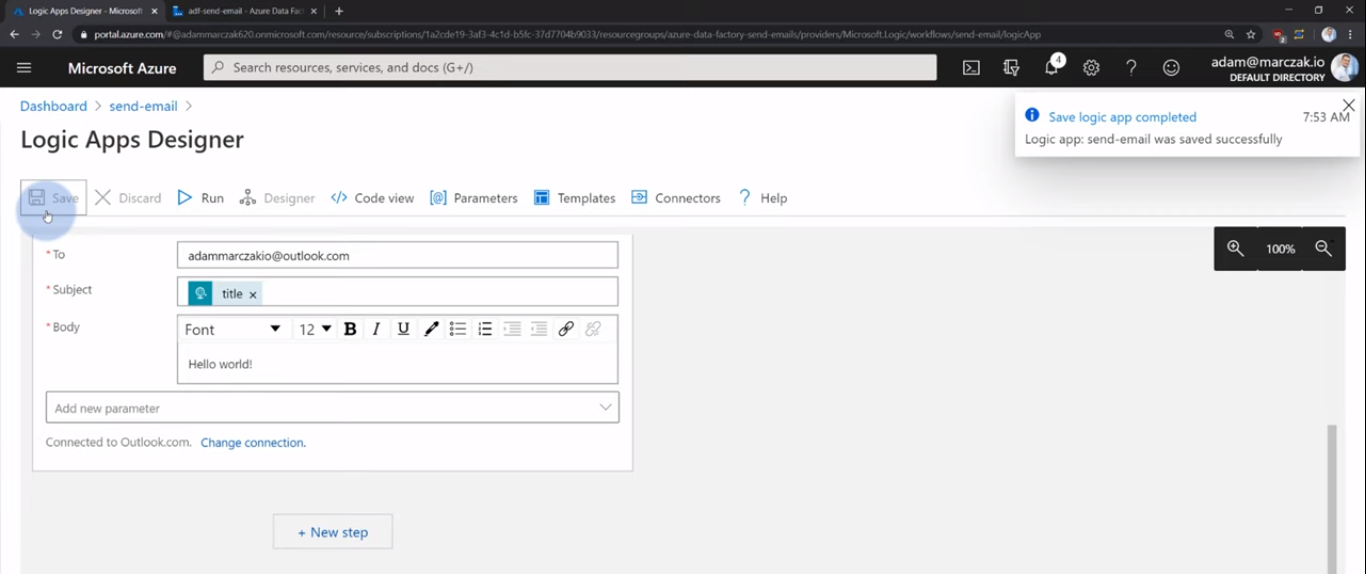 Logic Apps Designer - Microsoft
adf-send-email - Azure Data Fac
portal.azure.com/#@adammarczak620.onmicrosoft.com/resource/subscriptions/1a2cde19-3af3-4c1d-b5fc-37d7704b9033/resourcegroups/azure-data-factory-send-emails/providers/Microsoft.Logic/workflows/send-email/logicApp
Microsoft Azure
Search resources, services, and docs (G+/)
4
adam@marczak.io
DEFAULT DIRECTORY
Dashboard > send-email >
Logic Apps Designer
Save logic app completed 7:53 AM
Logic app: send-email was saved successfully
Save Discard Run Designer </> Code view [@] Parameters Templates Connectors ? Help
100%
* To adammarczakio@outlook.com
* Subject title x
* Body Font 12 B I U
Hello world!
Add new parameter
Connected to Outlook.com. Change connection.
+ New step